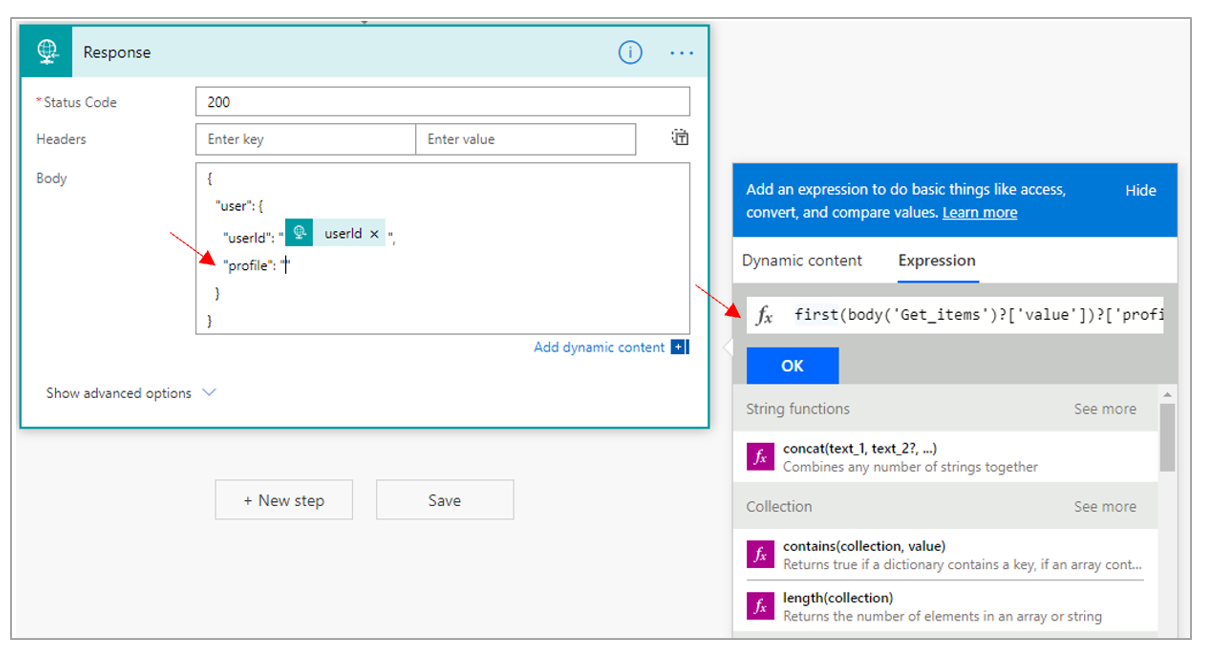 Response
* Status Code
200
Headers
Enter key
Enter value
Body
{
"user": {
"userId": " userId × ",
"profile": ""
}
}
Add dynamic content
Show advanced options
+ New step
Save
Add an expression to do basic things like access,
convert, and compare values. Learn more
Hide
Dynamic content
Expression
fx first(body('Get_items')?['value'])?['profi
OK
String functions
See more
fx concat(text_1, text_2?, ...)
Combines any number of strings together
Collection
See more
fx contains(collection, value)
Returns true if a dictionary contains a key, if an array cont...
fx length(collection)
Returns the number of elements in an array or string